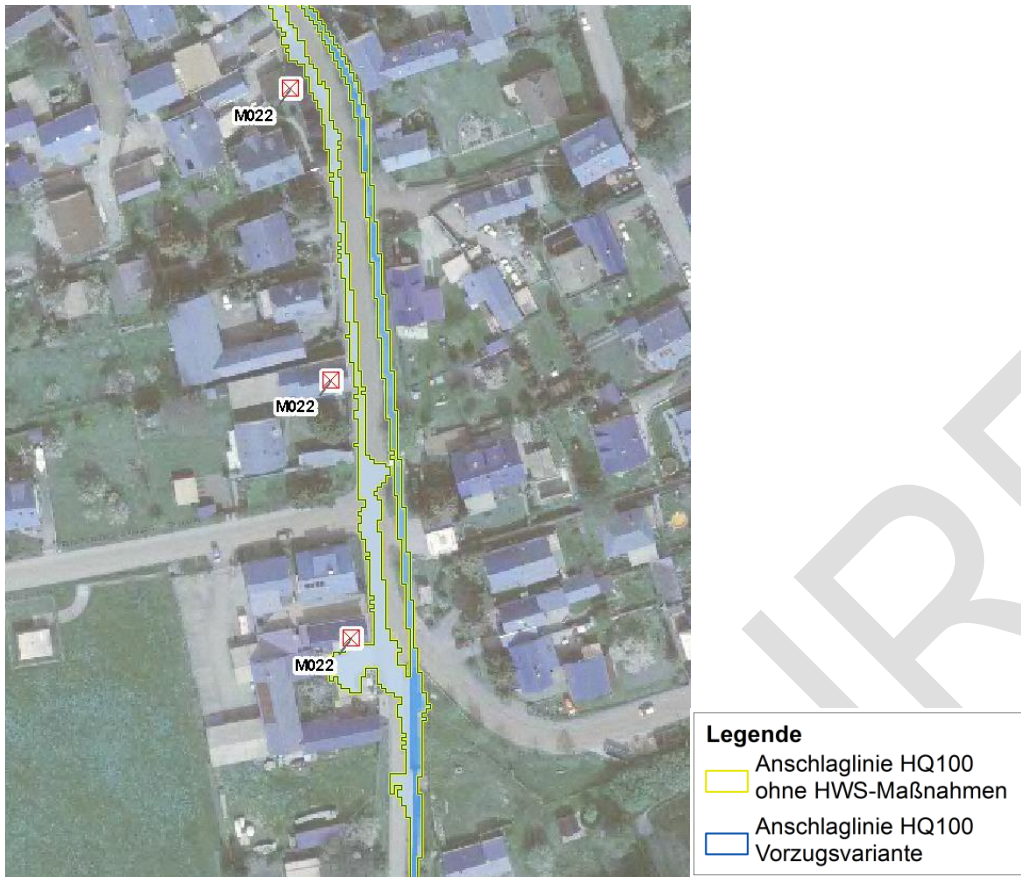 M022
M022
M022
Legende
Anschlaglinie HQ100
ohne HWS-Maßnahmen
Anschlaglinie HQ100
Vorzugsvariante